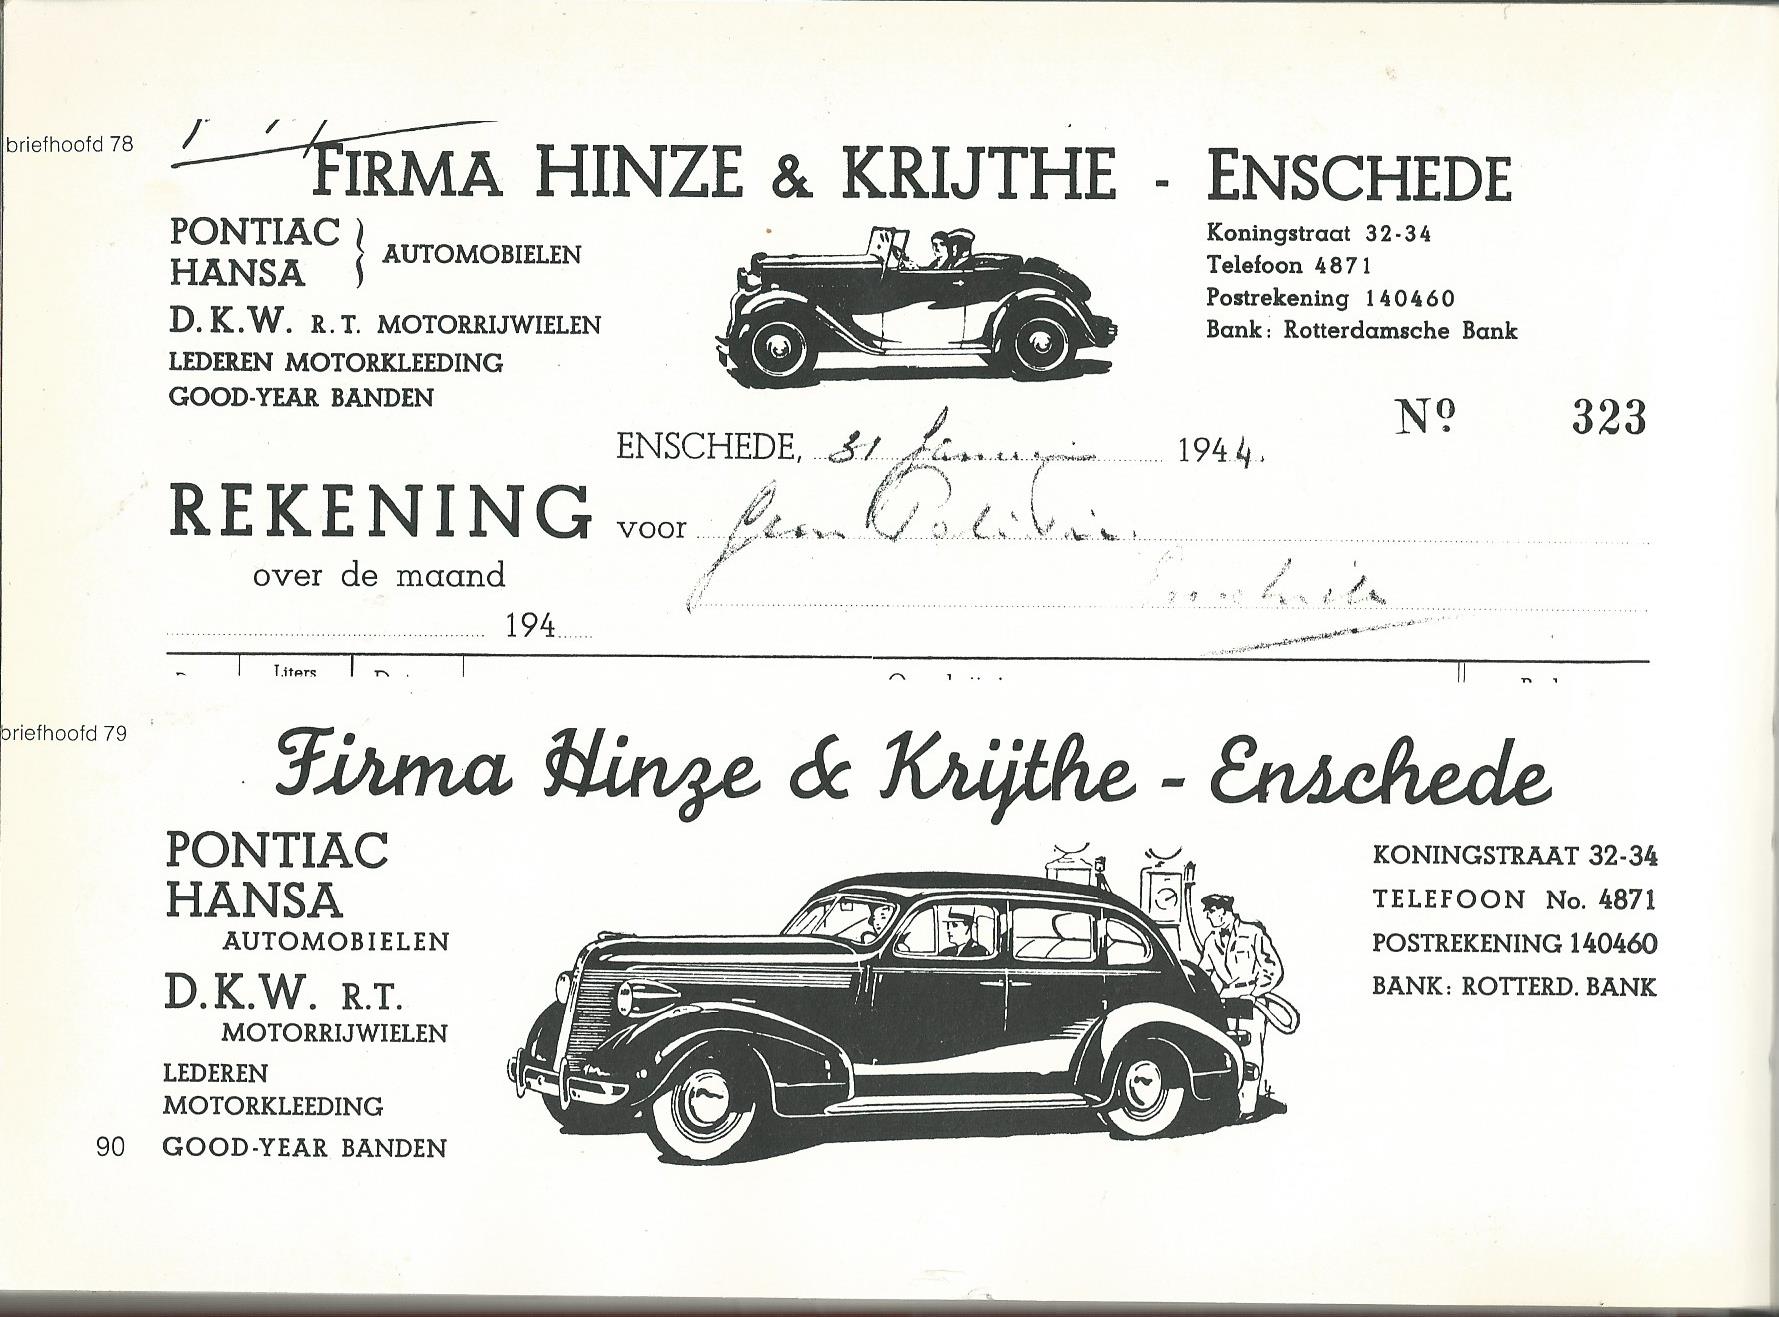 briefhoofd 78
FIRMA HINZE & KRIJTHE - ENSCHEDE
PONTIAC
HANSA
AUTOMOBIELEN
D.K.W. R.T. MOTORRIJWIELEN
LEDEREN MOTORKLEEDING
GOOD-YEAR BANDEN
Koningstraat 32-34
Telefoon 4871
Postrekening 140460
Bank: Rotterdamsche Bank
Nº 323
ENSCHEDE, 31 Januari 1944.
REKENING voor
over de maand
194
Liters
briefhoofd 79
Firma Hinze & Krijthe - Enschede
PONTIAC
HANSA
AUTOMOBIELEN
D.K.W. R.T.
MOTORRIJWIELEN
LEDEREN
MOTORKLEEDING
GOOD-YEAR BANDEN
KONINGSTRAAT 32-34
TELEFOON No. 4871
POSTREKENING 140460
BANK: ROTTERD. BANK
90